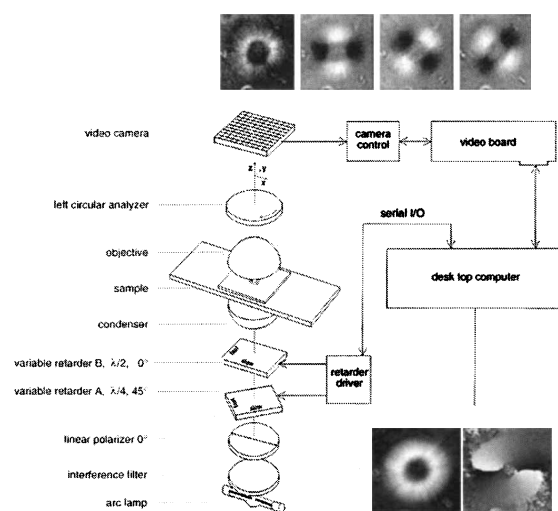 video camera
camera
control
video board
z
y
x
left circular analyzer
serial I/O
objective
desk top computer
sample
condenser
variable retarder B, λ/2, 0°
retarder
driver
variable retarder A, λ/4, 45°
linear polarizer 0°
interference filter
arc lamp